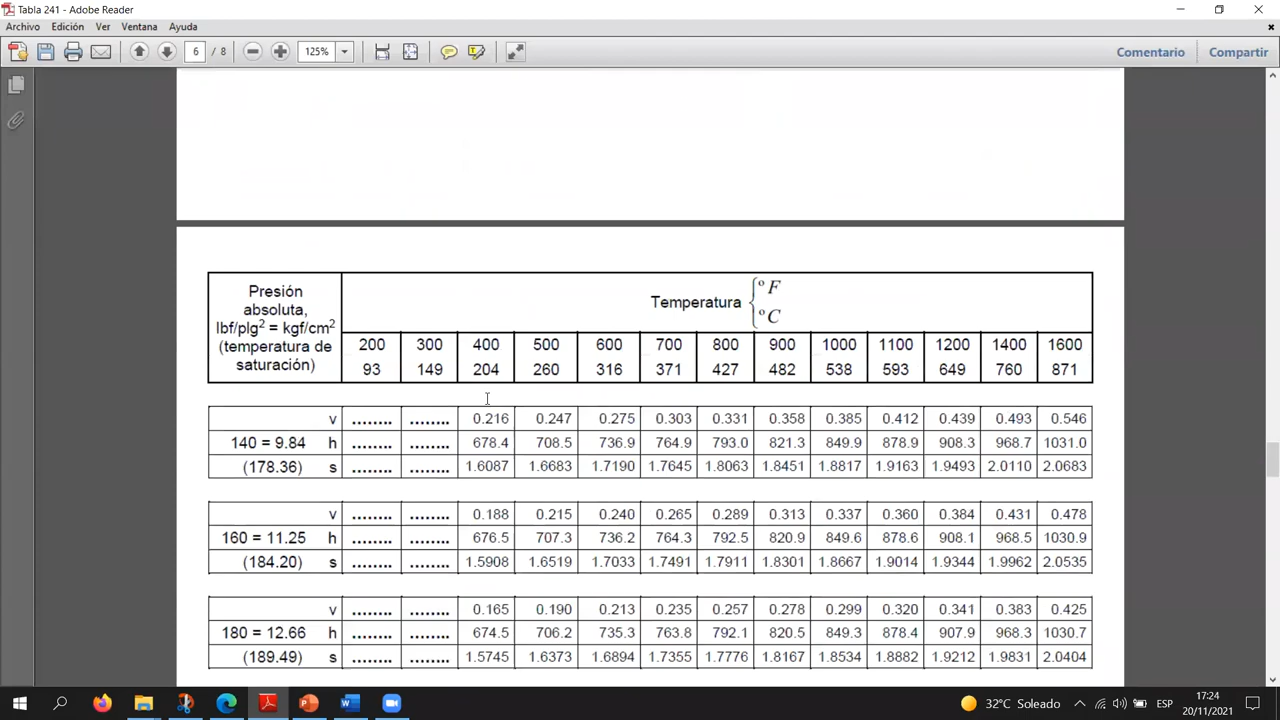 Tabla 241 - Adobe Reader
Archivo Edición Ver Ventana Ayuda
6 / 8 125% Comentario Compartir
Presión absoluta, lbf/plg² = kgf/cm² (temperatura de saturación) Temperatura { °F °C
200 300 400 500 600 700 800 900 1000 1100 1200 1400 1600
93 149 204 260 316 371 427 482 538 593 649 760 871
v ........ ........ 0.216 0.247 0.275 0.303 0.331 0.358 0.385 0.412 0.439 0.493 0.546
140 = 9.84 h ........ ........ 678.4 708.5 736.9 764.9 793.0 821.3 849.9 878.9 908.3 968.7 1031.0
(178.36) s ........ ........ 1.6087 1.6683 1.7190 1.7645 1.8063 1.8451 1.8817 1.9163 1.9493 2.0110 2.0683
v ........ ........ 0.188 0.215 0.240 0.265 0.289 0.313 0.337 0.360 0.384 0.431 0.478
160 = 11.25 h ........ ........ 676.5 707.3 736.2 764.3 792.5 820.9 849.6 878.6 908.1 968.5 1030.9
(184.20) s ........ ........ 1.5908 1.6519 1.7033 1.7491 1.7911 1.8301 1.8667 1.9014 1.9344 1.9962 2.0535
v ........ ........ 0.165 0.190 0.213 0.235 0.257 0.278 0.299 0.320 0.341 0.383 0.425
180 = 12.66 h ........ ........ 674.5 706.2 735.3 763.8 792.1 820.5 849.3 878.4 907.9 968.3 1030.7
(189.49) s ........ ........ 1.5745 1.6373 1.6894 1.7355 1.7776 1.8167 1.8534 1.8882 1.9212 1.9831 2.0404
32°C Soleado ESP 17:24
20/11/2021